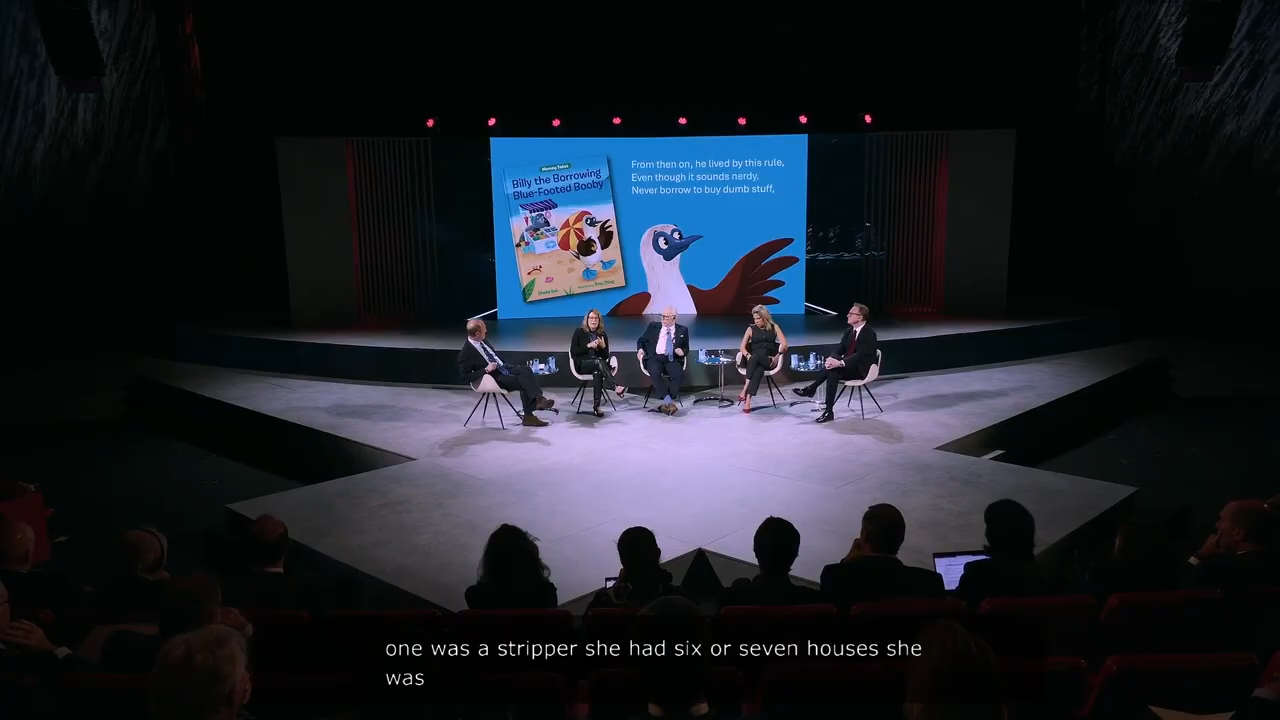 Money Tales
Billy the Borrowing
Blue-Footed Booby
From then on, he lived by this rule,
Even though it sounds nerdy.
Never borrow to buy dumb stuff,
one was a stripper she had six or seven houses she
was